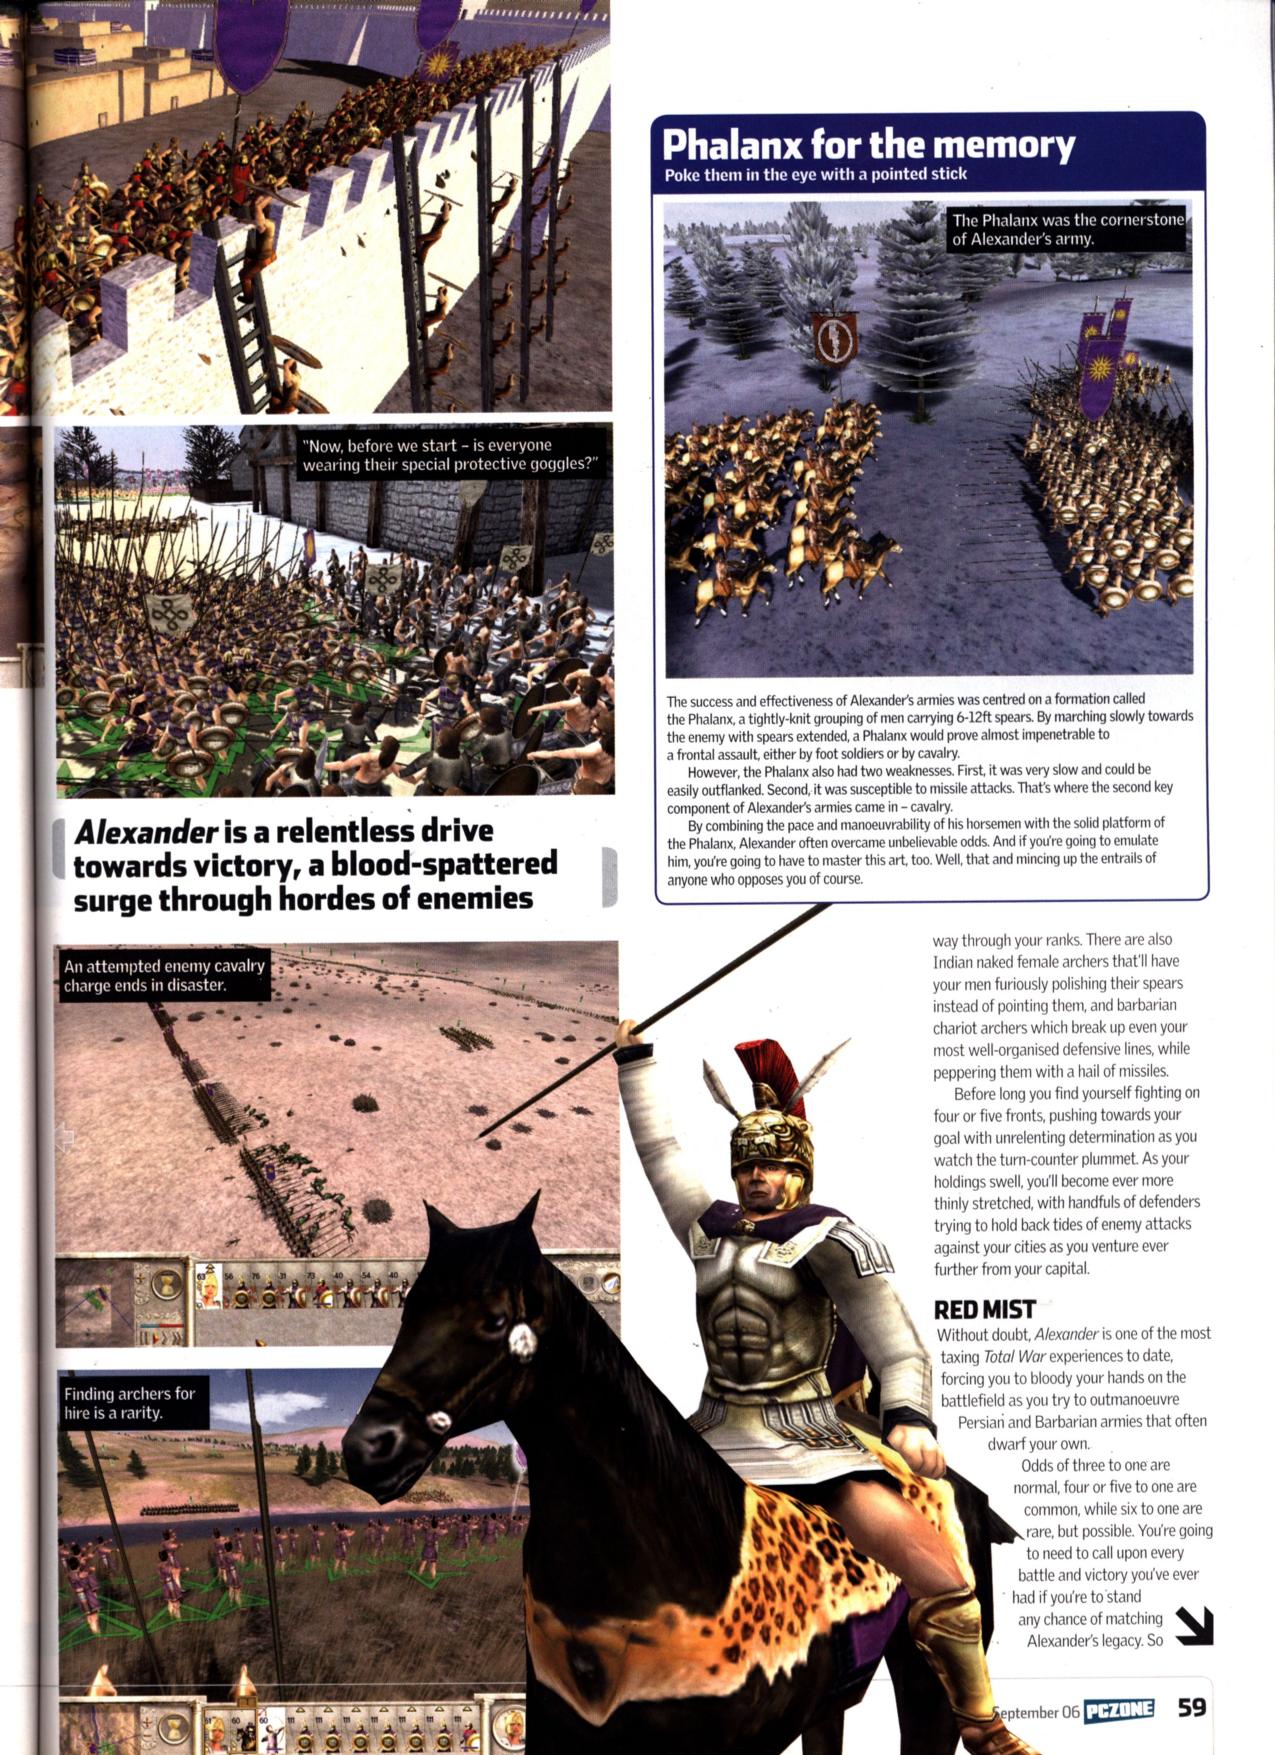 "Now, before we start – is everyone
wearing their special protective goggles?"
Alexander is a relentless drive
towards victory, a blood-spattered
surge through hordes of enemies
An attempted enemy cavalry
charge ends in disaster.
Finding archers for
hire is a rarity.
Phalanx for the memory
Poke them in the eye with a pointed stick
The Phalanx was the cornerstone
of Alexander's army.
The success and effectiveness of Alexander's armies was centred on a formation called
the Phalanx, a tightly-knit grouping of men carrying 6-12ft spears. By marching slowly towards
the enemy with spears extended, a Phalanx would prove almost impenetrable to
a frontal assault, either by foot soldiers or by cavalry.
However, the Phalanx also had two weaknesses. First, it was very slow and could be
easily outflanked. Second, it was susceptible to missile attacks. That's where the second key
component of Alexander's armies came in – cavalry.
By combining the pace and manoeuvrability of his horsemen with the solid platform of
the Phalanx, Alexander often overcame unbelievable odds. And if you're going to emulate
him, you're going to have to master this art, too. Well, that and mincing up the entrails of
anyone who opposes you of course.
way through your ranks. There are also
Indian naked female archers that'll have
your men furiously polishing their spears
instead of pointing them, and barbarian
chariot archers which break up even your
most well-organised defensive lines, while
peppering them with a hail of missiles.
Before long you find yourself fighting on
four or five fronts, pushing towards your
goal with unrelenting determination as you
watch the turn-counter plummet. As your
holdings swell, you'll become ever more
thinly stretched, with handfuls of defenders
trying to hold back tides of enemy attacks
against your cities as you venture ever
further from your capital.
RED MIST
Without doubt, Alexander is one of the most
taxing Total War experiences to date,
forcing you to bloody your hands on the
battlefield as you try to outmanoeuvre
Persian and Barbarian armies that often
dwarf your own.
Odds of three to one are
normal, four or five to one are
common, while six to one are
rare, but possible. You're going
to need to call upon every
battle and victory you've ever
had if you're to stand
any chance of matching
Alexander's legacy. So
September 06 PCZONE 59